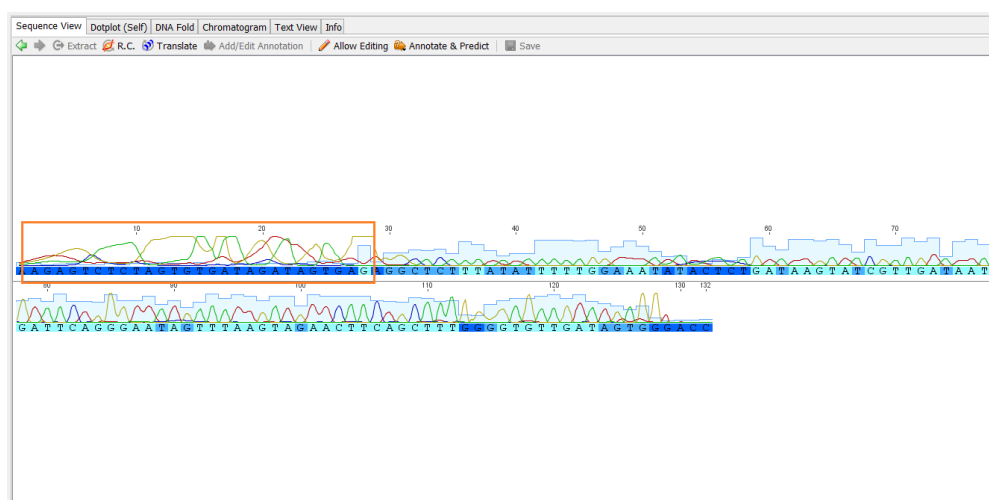 Sequence View Dotplot (Self) DNA Fold Chromatogram Text View Info
Extract R.C. Translate Add/Edit Annotation Allow Editing Annotate & Predict Save
10 20 30 40 50 60 70
GGCTCTTTATATTTTTGGAAATATACTCTGATAAGTATCGTTGATAAT
80 90 100 110 120 130 132
GATTCAGGGAATAGTTTAAGTAGAACTTCAGCTTTGGGGTGTTGATAGTGGGACC